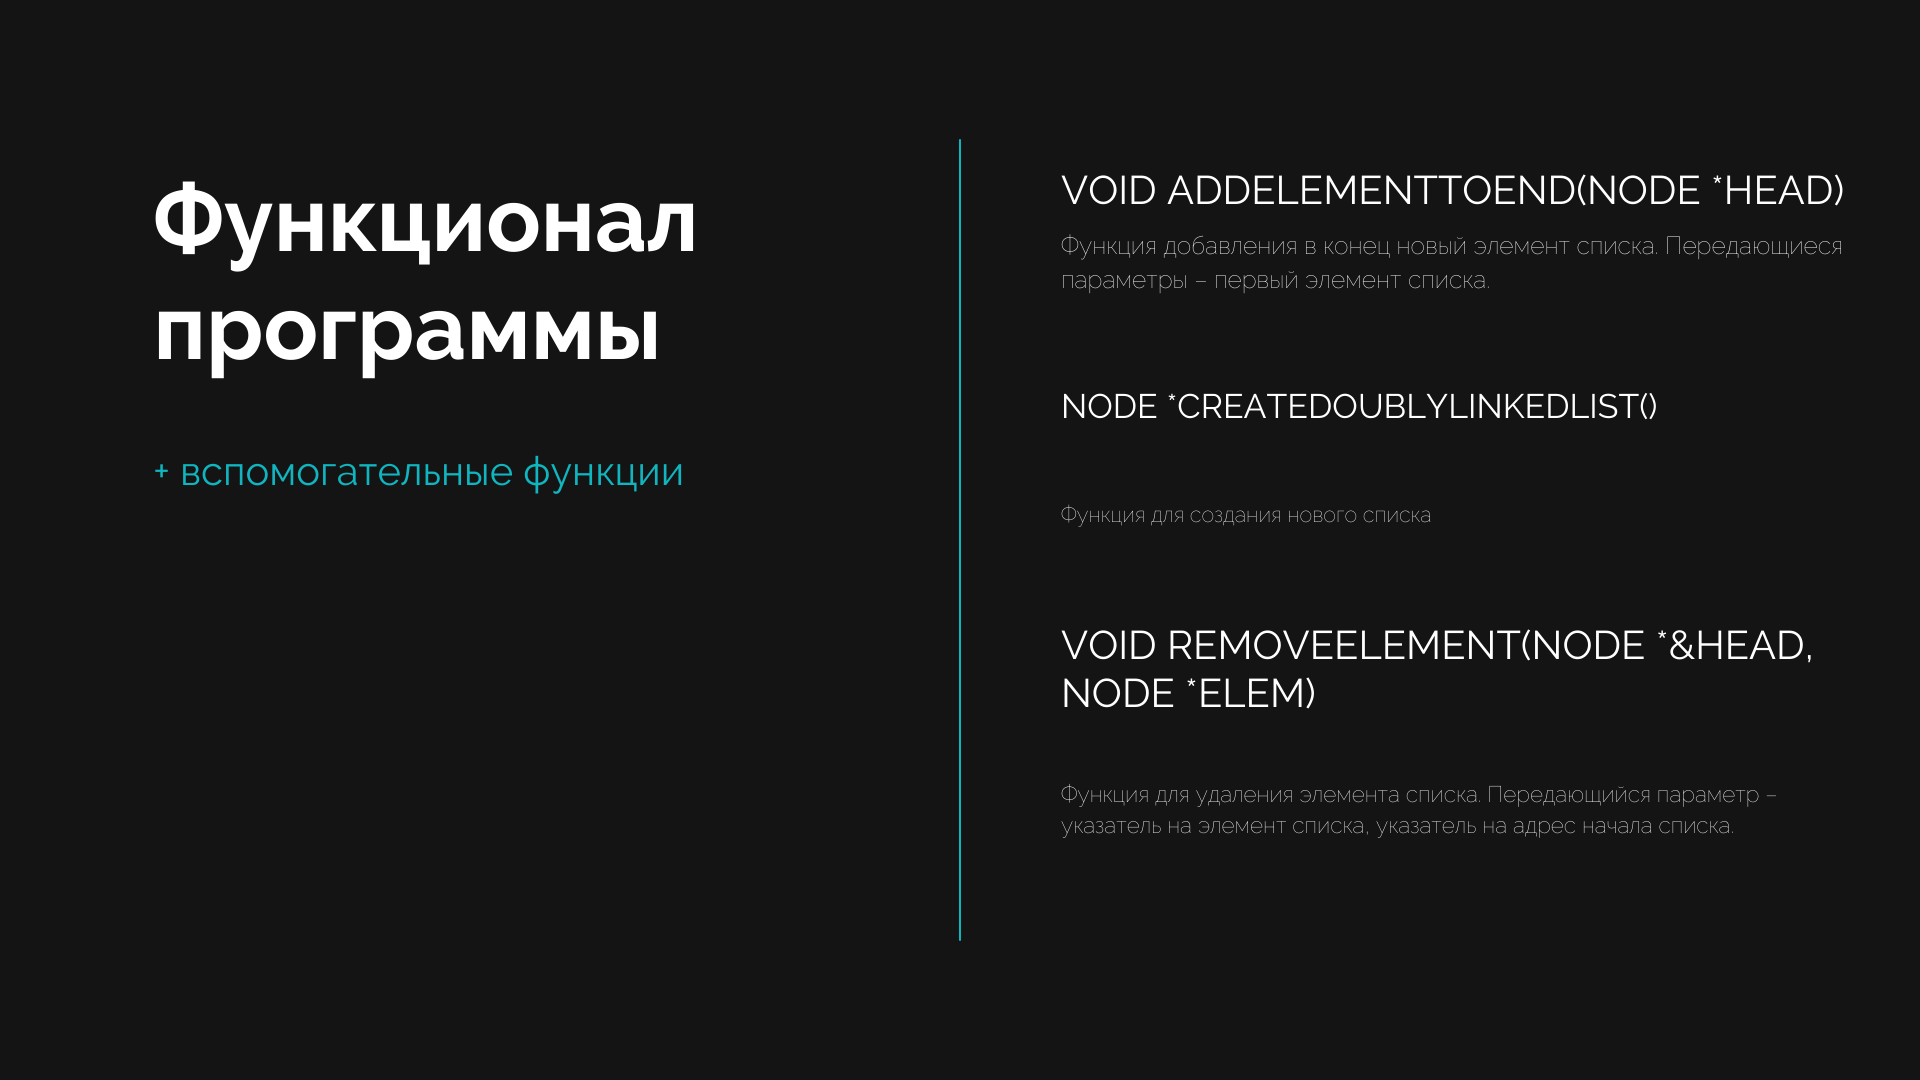 Функционал
программы
+ вспомогательные функции
VOID ADDELEMENTTOEND(NODE *HEAD)
Функция добавления в конец новый элемент списка. Передающиеся
параметры – первый элемент списка.
NODE *CREATEDOUBLYLINKEDLIST()
Функция для создания нового списка
VOID REMOVEELEMENT(NODE *&HEAD,
NODE *ELEM)
Функция для удаления элемента списка. Передающийся параметр –
указатель на элемент списка, указатель на адрес начала списка.